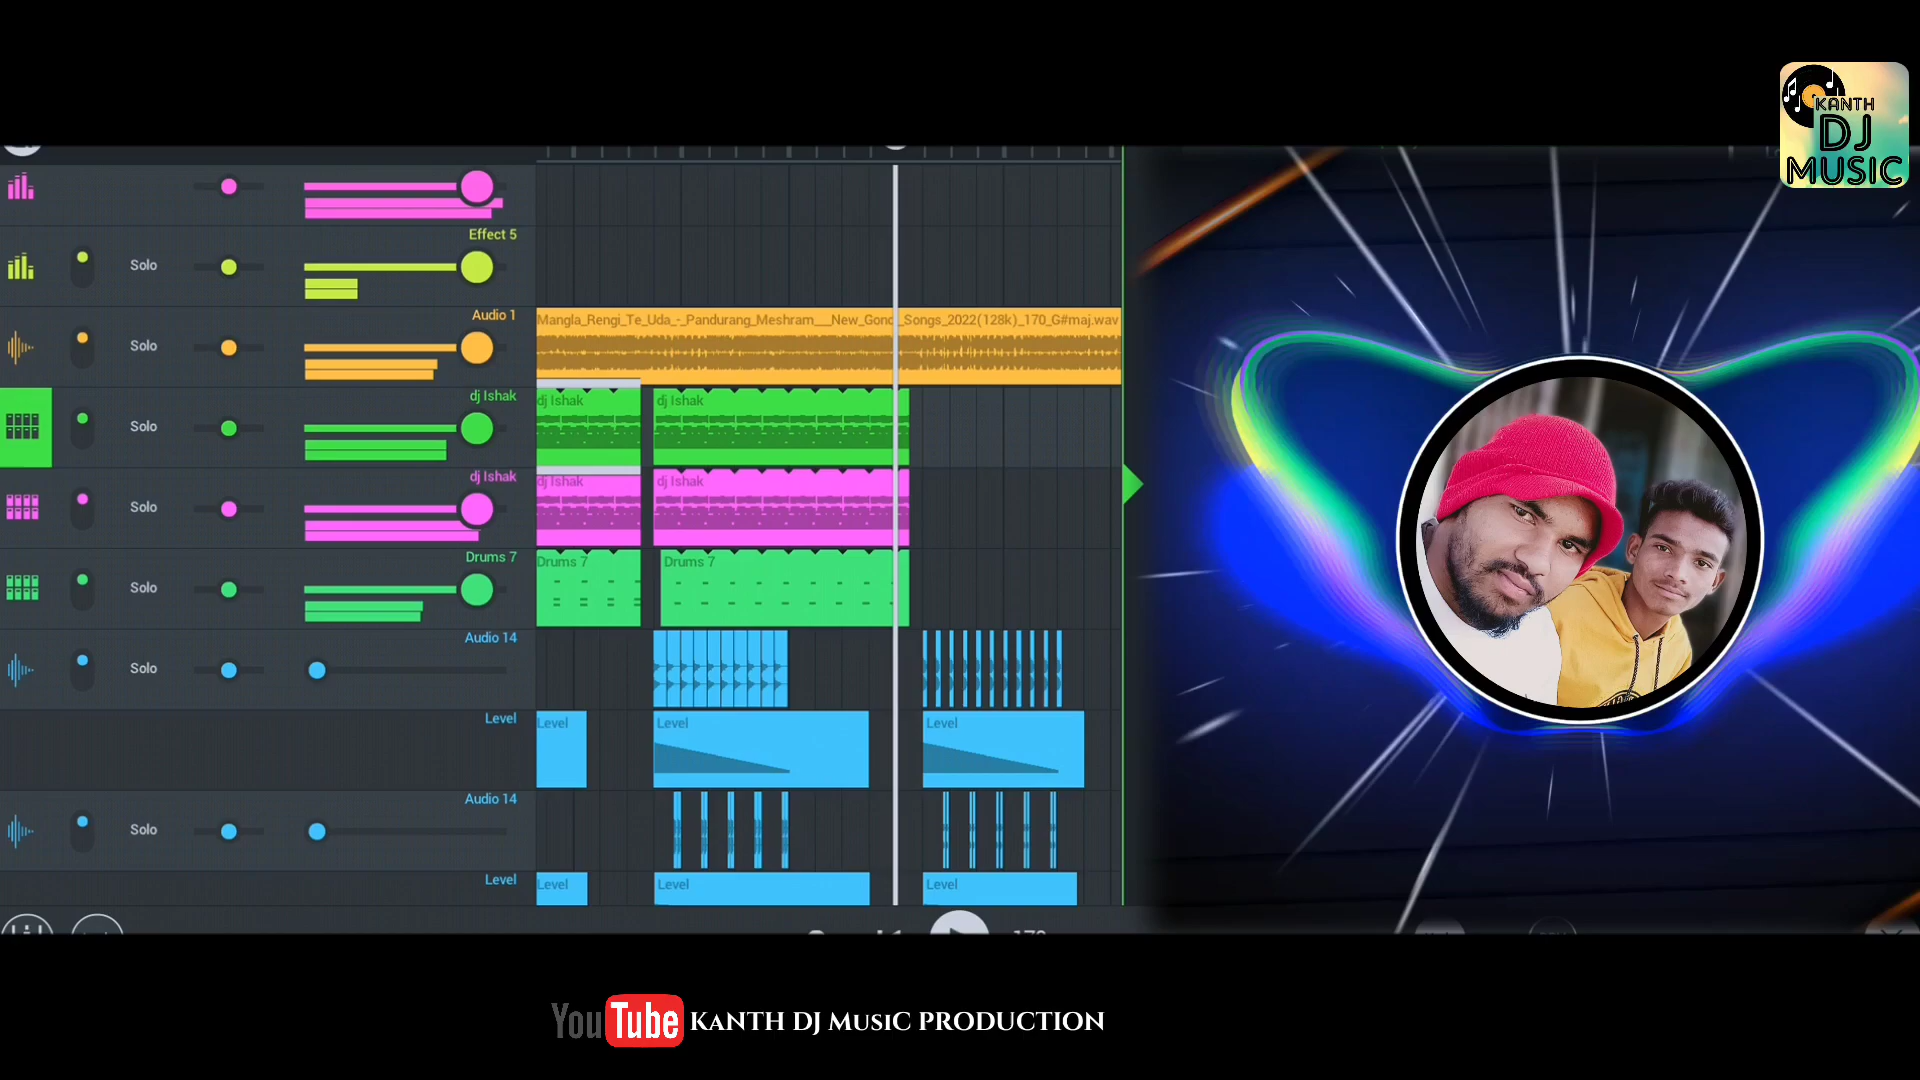 KANTH
DJ
MUSIC
Effect 5
Solo
Audio 1
Solo
Mangla_Rengi_Te_Uda_-_Pandurang_Meshram___New_Gond_Songs_2022(128k)_170_G#maj.wav
dj Ishak
Solo
dj Ishak
dj Ishak
dj Ishak
Solo
dj Ishak
dj Ishak
Drums 7
Solo
Drums 7
Drums 7
Audio 14
Solo
Level
Level
Level
Level
Audio 14
Solo
Level
Level
Level
Level
YouTube KANTH DJ MUSIC PRODUCTION